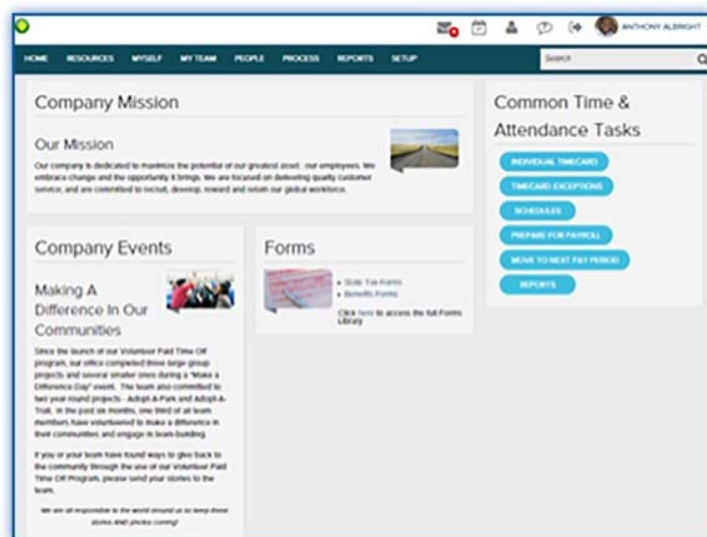 ANTHONY ALBRIGHT
HOME RESOURCES MYSELF MY TEAM PEOPLE PROCESS REPORTS SETUP
Search
Company Mission
Our Mission
Our company is dedicated to maximize the potential of our greatest asset: our employees. We
embrace change and the opportunity it brings. We are focused on delivering quality customer
service; and are committed to recruit, develop, reward and retain our global workforce.
Company Events
Making A
Difference In Our
Communities
Since the launch of our Volunteer Paid Time Off
program, our office completed three large group
projects and several smaller ones during a "Make a
Difference Day" event. The team also committed to
two year-round projects - Adopt-A-Park and Adopt-A-
Trail. In the past six months, one third of all team
members have volunteered to make a difference in
their communities and engage in team-building.
If you or your team have found ways to give back to
the community through the use of our Volunteer Paid
Time Off Program, please send your stories to the
team.
We are all responsible to the world around us so keep those
stories AND photos coming!
Forms
State Tax Forms
Benefits Forms
Click here to access the full Forms
Library
Common Time &
Attendance Tasks
INDIVIDUAL TIMECARD
TIMECARD EXCEPTIONS
SCHEDULES
PREPARE FOR PAYROLL
MOVE TO NEXT PAY PERIOD
REPORTS